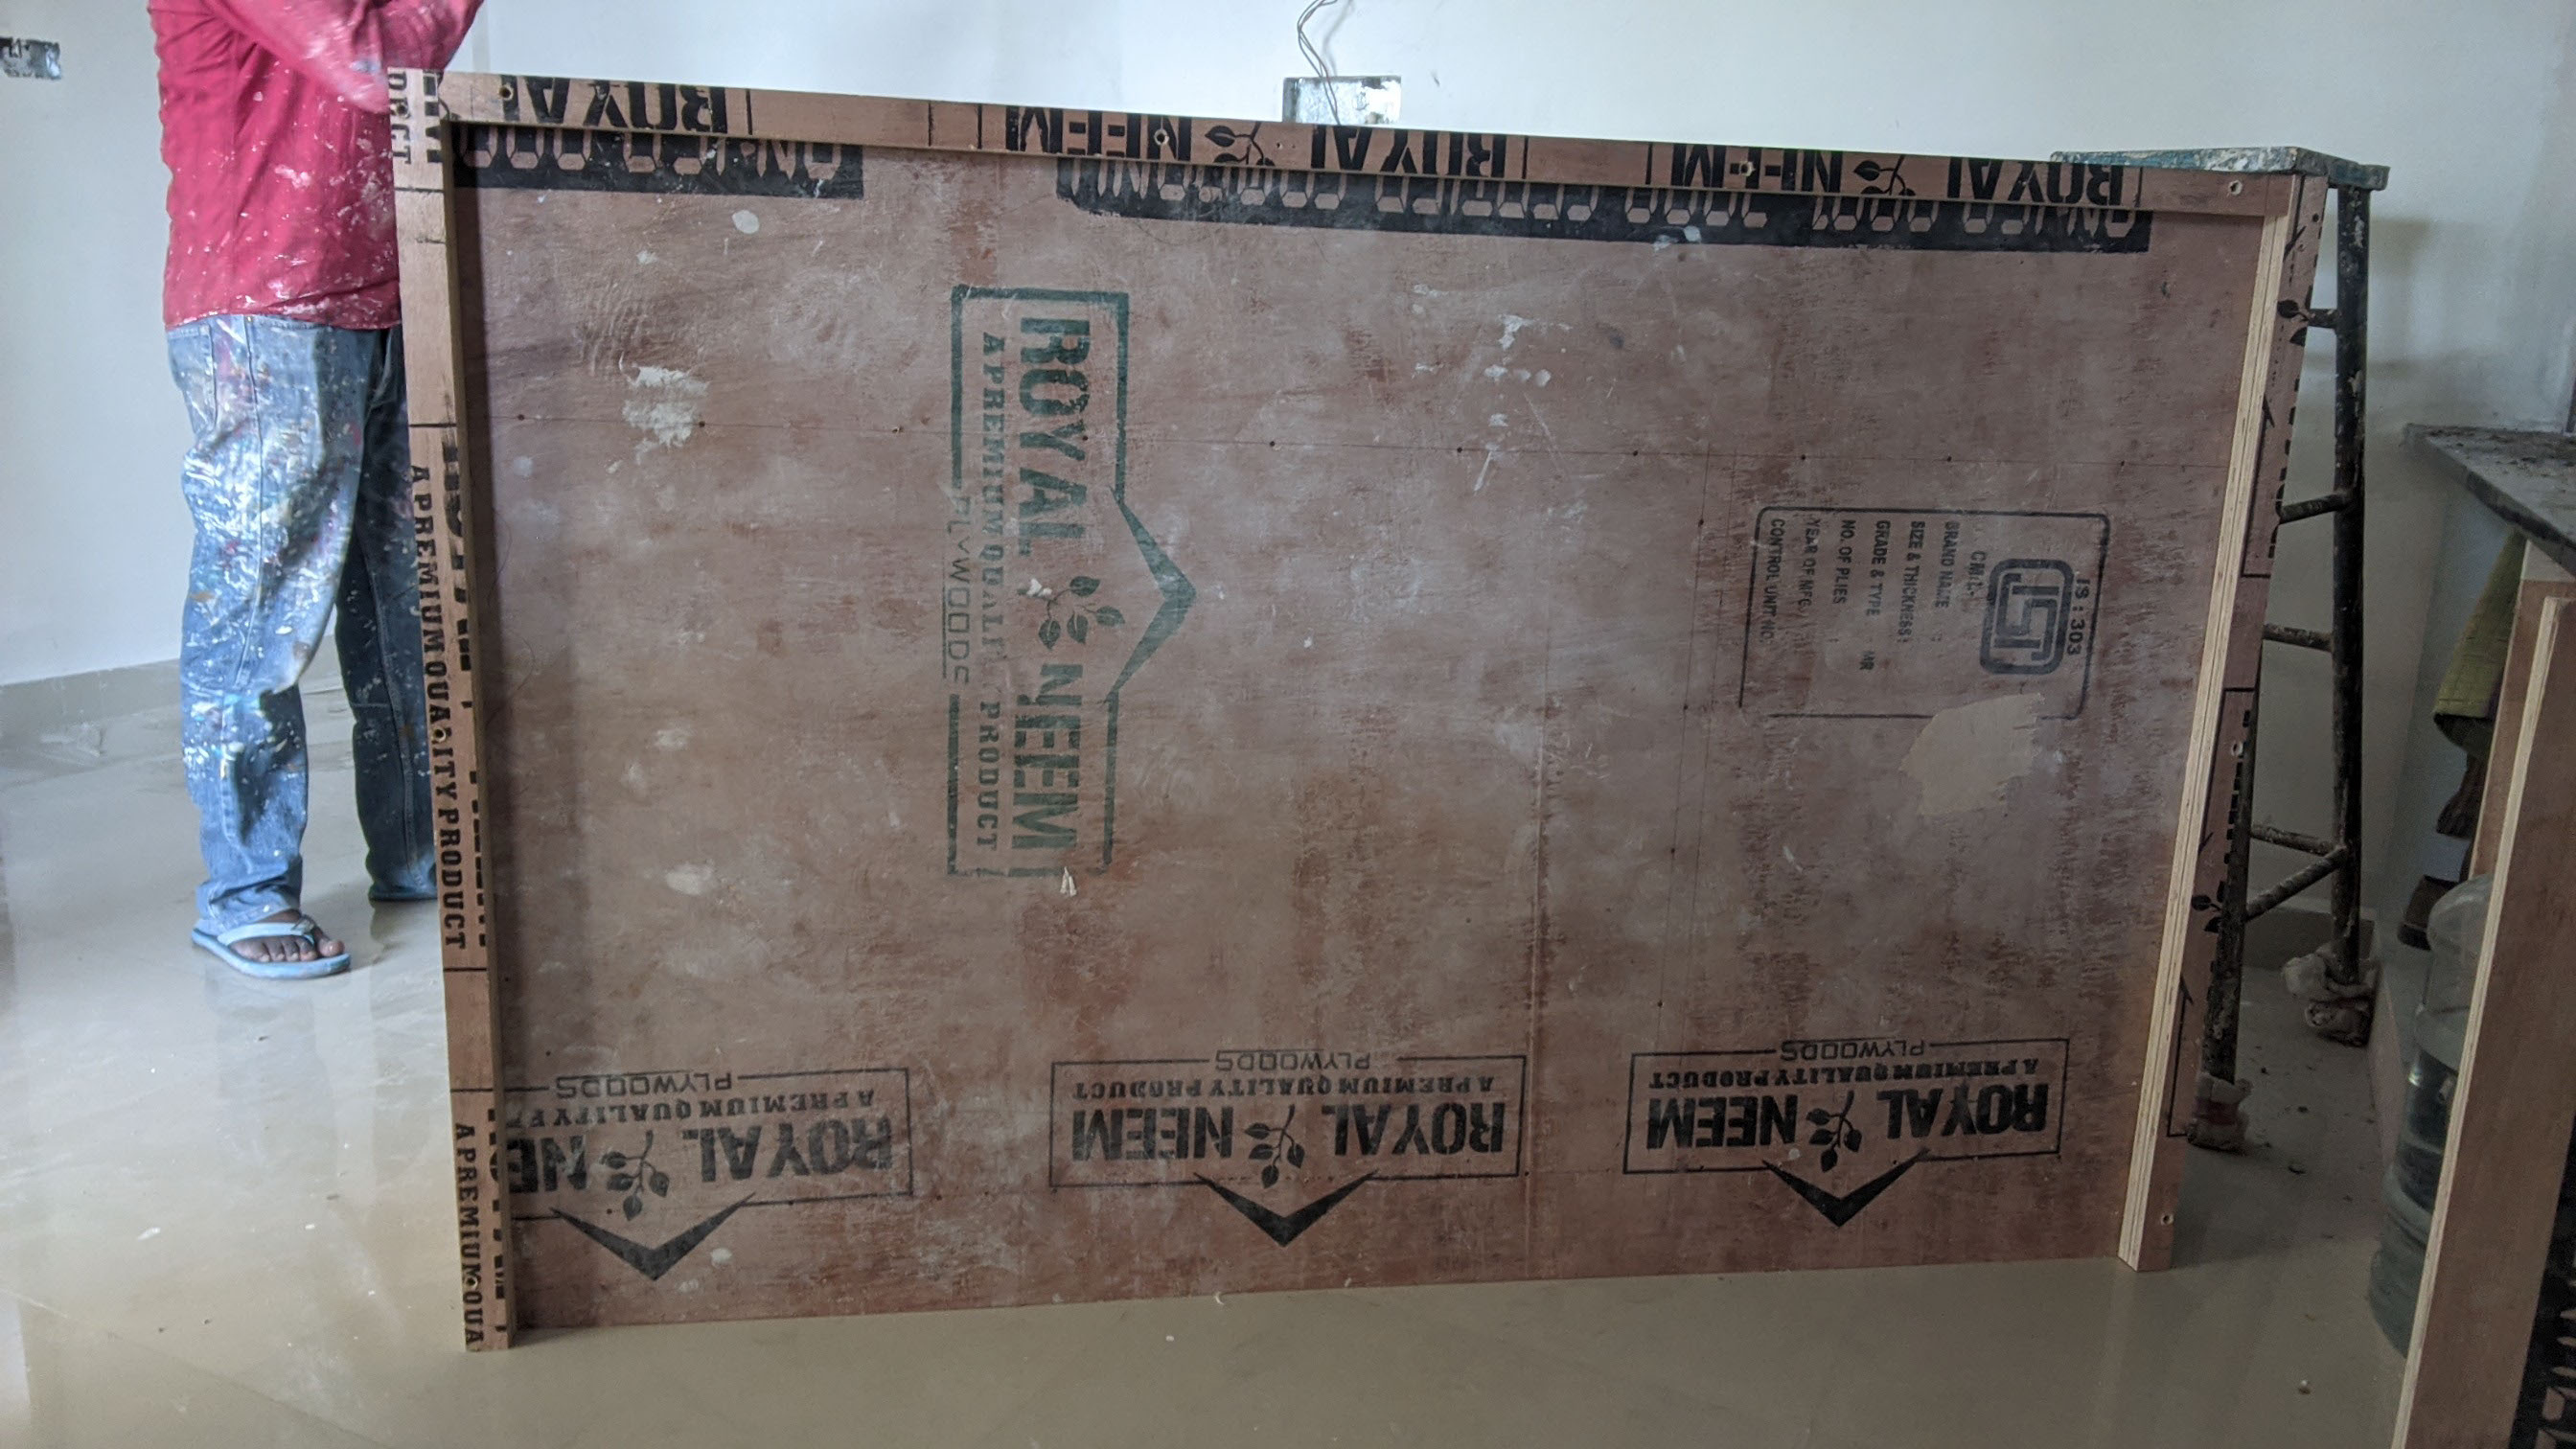 ROYAL
ROYAL NEEM
ROYAL NEEM
CERTIFIED
ROYAL NEEM
A PREMIUM QUALITY PRODUCT
PLYWOODS
IS : 303
ISI
CM/L-
BRAND NAME :
SIZE & THICKNESS :
GRADE & TYPE : MR
NO. OF PLIES :
YEAR OF MFG. :
CONTROL UNIT NO.
A PREMIUM QUALITY PRODUCT
A PREMIUM QUA
ROYAL NE
A PREMIUM QUALITY P
PLYWOODS
ROYAL NEEM
A PREMIUM QUALITY PRODUCT
PLYWOODS
ROYAL NEEM
A PREMIUM QUALITY PRODUCT
PLYWOODS